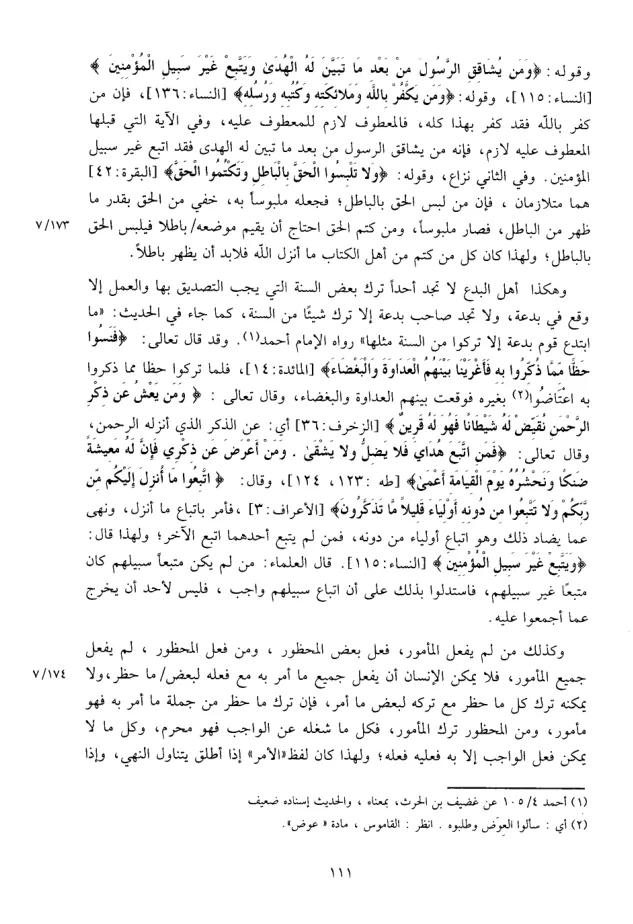 وقوله: ﴿وَمَن يُشَاقِقِ الرَّسُولَ مِنْ بَعْدِ مَا تَبَيَّنَ لَهُ الْهُدَىٰ وَيَتَّبِعْ غَيْرَ سَبِيلِ الْمُؤْمِنِينَ ﴾
[النساء:١١٥]، وقوله: ﴿وَمَن يَكْفُرْ بِاللَّهِ وَمَلَائِكَتِهِ وَكُتُبِهِ وَرُسُلِهِ﴾ [النساء:١٣٦]، فإن من
كفر بالله فقد كفر بهذا كله، فالمعطوف لازم للمعطوف عليه، وفي الآية التي قبلها
المعطوف عليه لازم، فإنه من يشاقق الرسول من بعد ما تبين له الهدى فقد اتبع غير سبيل
المؤمنين. وفي الثاني نزاع، وقوله: ﴿وَلَا تَلْبِسُوا الْحَقَّ بِالْبَاطِلِ وَتَكْتُمُوا الْحَقَّ﴾ [البقرة:٤٢]
هما متلازمان ، فإن من لبس الحق بالباطل؛ فجعله ملبوساً به، خفي من الحق بقدر ما
ظهر من الباطل، فصار ملبوساً، ومن كتم الحق احتاج أن يقيم موضعه/ باطلا فيلبس الحق
٧/١٧٣
بالباطل؛ ولهذا كان كل من كتم من أهل الكتاب ما أنزل الله فلابد أن يظهر باطلاً.
وهكذا أهل البدع لا تجد أحداً ترك بعض السنة التي يجب التصديق بها والعمل إلا
وقع في بدعة، ولا تجد صاحب بدعة إلا ترك شيئًا من السنة، كما جاء في الحديث: «ما
ابتدع قوم بدعة إلا تركوا من السنة مثلها» رواه الإمام أحمد(١). وقد قال تعالى: ﴿فَنَسُوا
حَظًّا مِّمَّا ذُكِّرُوا بِهِ فَأَغْرَيْنَا بَيْنَهُمُ الْعَدَاوَةَ وَالْبَغْضَاءَ﴾ [المائدة:١٤]، فلما تركوا حظا مما ذكروا
به اعْتَاضُوا(٢) بغيره فوقعت بينهم العداوة والبغضاء، وقال تعالى : ﴿ وَمَن يَعْشُ عَن ذِكْرِ
الرَّحْمَٰنِ نُقَيِّضْ لَهُ شَيْطَانًا فَهُوَ لَهُ قَرِينٌ ﴾ [الزخرف:٣٦] أي: عن الذكر الذي أنزله الرحمن،
وقال تعالى: ﴿فَمَنِ اتَّبَعَ هُدَايَ فَلَا يَضِلُّ وَلَا يَشْقَىٰ . وَمَنْ أَعْرَضَ عَن ذِكْرِي فَإِنَّ لَهُ مَعِيشَةً
ضَنكًا وَنَحْشُرُهُ يَوْمَ الْقِيَامَةِ أَعْمَىٰ﴾ [طه :١٢٣، ١٢٤]، وقال: ﴿ اتَّبِعُوا مَا أُنزِلَ إِلَيْكُم مِّن
رَّبِّكُمْ وَلَا تَتَّبِعُوا مِن دُونِهِ أَوْلِيَاءَ قَلِيلاً مَّا تَذَكَّرُونَ﴾ [الأعراف:٣] ،فأمر باتباع ما أنزل، ونهى
عما يضاد ذلك وهو اتباع أولياء من دونه، فمن لم يتبع أحدهما اتبع الآخر؛ ولهذا قال:
﴿وَيَتَّبِعْ غَيْرَ سَبِيلِ الْمُؤْمِنِينَ ﴾ [النساء:١١٥]. قال العلماء: من لم يكن متبعاً سبيلهم كان
متبعًا غير سبيلهم، فاستدلوا بذلك على أن اتباع سبيلهم واجب ، فليس لأحد أن يخرج
عما أجمعوا عليه.
وكذلك من لم يفعل المأمور، فعل بعض المحظور ، ومن فعل المحظور ، لم يفعل
جميع المأمور، فلا يمكن الإنسان أن يفعل جميع ما أمر به مع فعله لبعض/ ما حظر،ولا
٧/١٧٤
يمكنه ترك كل ما حظر مع تركه لبعض ما أمر، فإن ترك ما حظر من جملة ما أمر به فهو
مأمور، ومن المحظور ترك المأمور، فكل ما شغله عن الواجب فهو محرم، وكل ما لا
يمكن فعل الواجب إلا به فعليه فعله؛ ولهذا كان لفظ«الأمر» إذا أطلق يتناول النهي، وإذا
(١) أحمد ٤/ ١٠٥ عن غضيف بن الحرث، بمعناه ، والحديث إسناده ضعيف
(٢) أي : سألوا العِوَض وطلبوه . انظر : القاموس ، مادة « عوض».
١١١